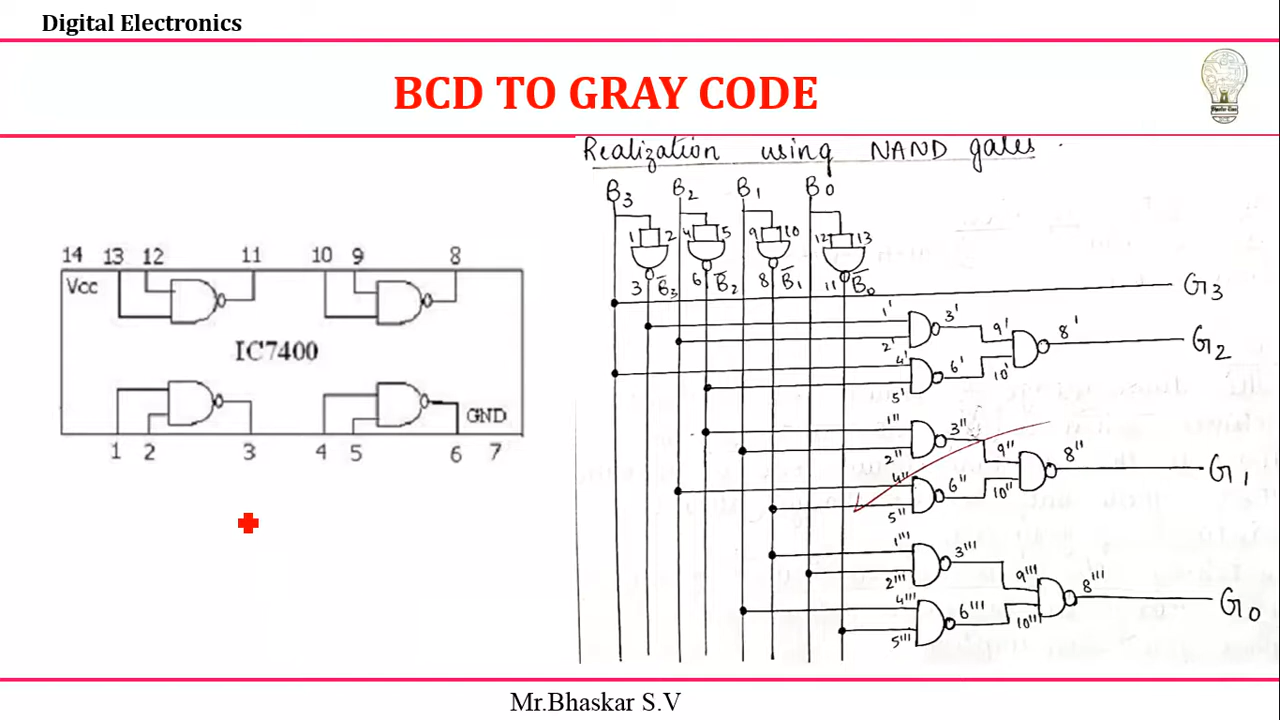 Digital Electronics
BCD TO GRAY CODE
Realization using NAND gates
14 13 12 11 10 9 8
Vcc
IC7400
GND
1 2 3 4 5 6 7
B3 B2 B1 B0
1 2 4 5 9 10 12 13
3 B̅3 6 B̅2 8 B̅1 11 B̅0
G3
1' 3'
2' 9' 8'
G2
4' 6' 10'
5'
1'' 3''
2'' 9'' 8''
G1
4'' 6'' 10''
5''
1''' 3'''
2''' 9''' 8'''
G0
4''' 6''' 10'''
5'''
Mr.Bhaskar S.V